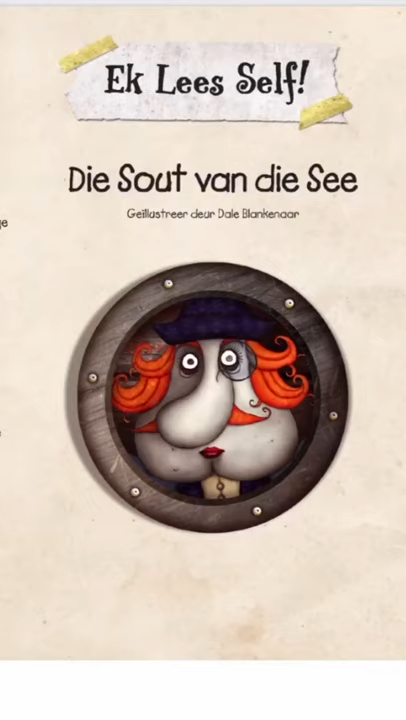 Ek Lees Self!
Die Sout van die See
Geïllustreer deur Dale Blankenaar